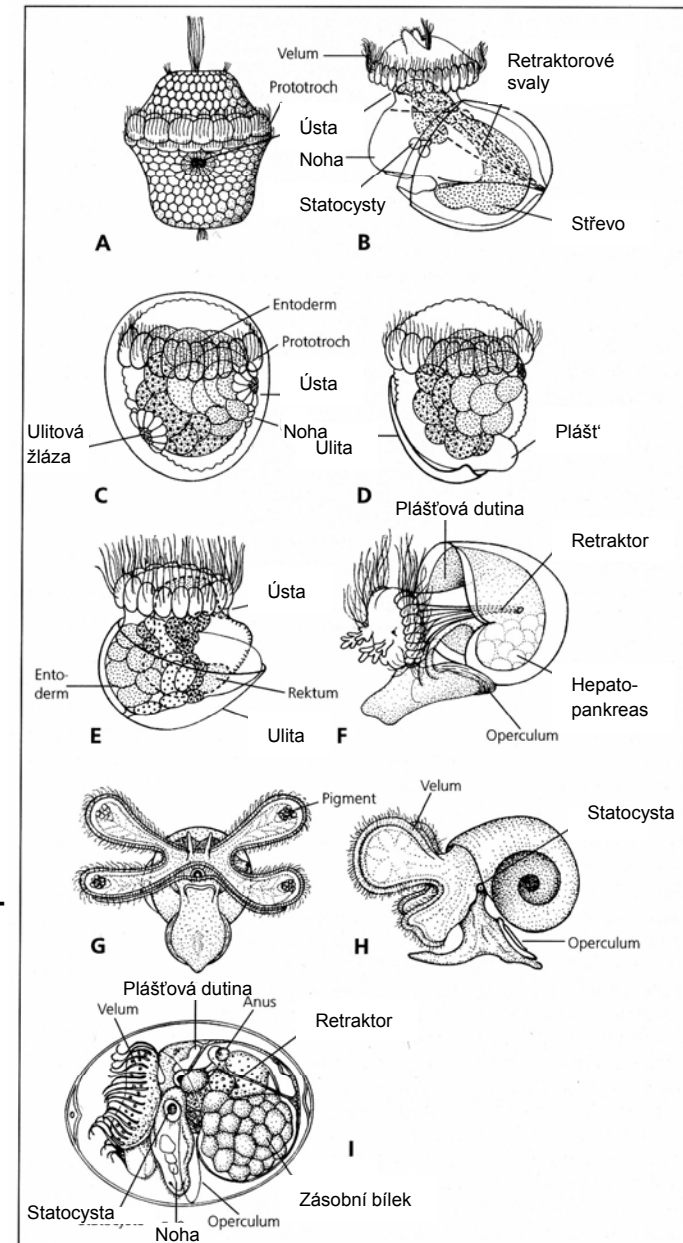 Velum
Retraktorové
svaly
Prototroch
Ústa
Noha
Statocysty
Střevo
A
B
Entoderm
Prototroch
Ústa
Ulitová
žláza
Noha
Ulita
Plášť
C
D
Plášťová dutina
Retraktor
Ústa
Ento-
derm
Rektum
Hepato-
pankreas
E
Ulita
F
Operculum
Velum
Pigment
Statocysta
G
H
Operculum
Plášťová dutina
Velum
Anus
Retraktor
I
Zásobní bílek
Statocysta
Operculum
Noha